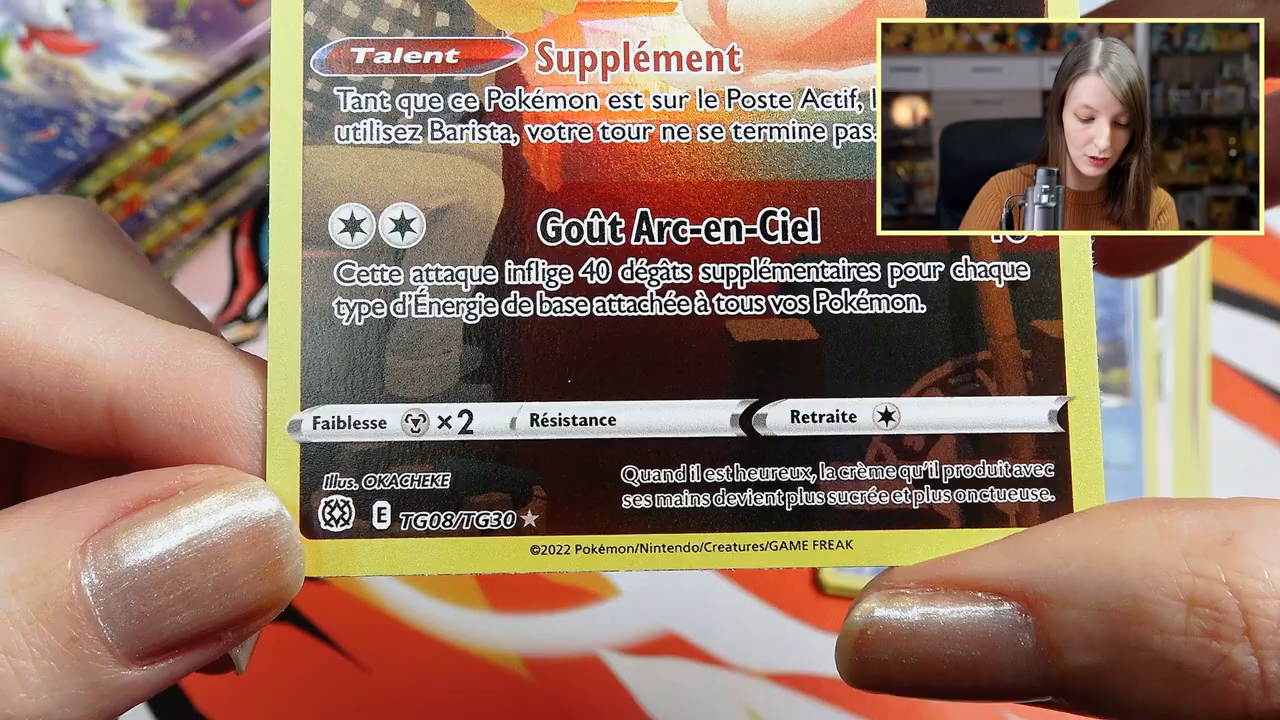 Talent Supplément
Tant que ce Pokémon est sur le Poste Actif,
utilisez Barista, votre tour ne se termine pas.
Goût Arc-en-Ciel
Cette attaque inflige 40 dégâts supplémentaires pour chaque
type d'Énergie de base attachée à tous vos Pokémon.
Faiblesse ×2 Résistance Retraite
Illus. OKACHEKE
Quand il est heureux, la crème qu'il produit avec
ses mains devient plus sucrée et plus onctueuse.
E TG08/TG30
©2022 Pokémon/Nintendo/Creatures/GAME FREAK